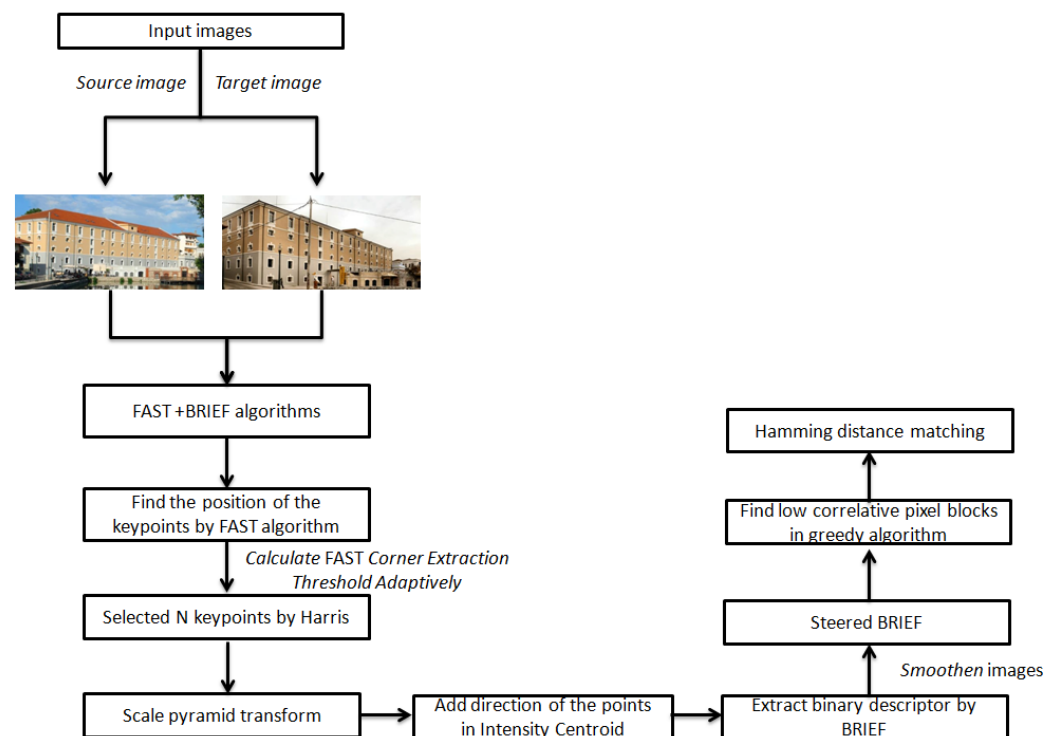 Input images
Source image Target image
FAST +BRIEF algorithms
Find the position of the
keypoints by FAST algorithm
Calculate FAST Corner Extraction
Threshold Adaptively
Selected N keypoints by Harris
Scale pyramid transform
Add direction of the points
in Intensity Centroid
Extract binary descriptor by
BRIEF
Smoothen images
Steered BRIEF
Find low correlative pixel blocks
in greedy algorithm
Hamming distance matching